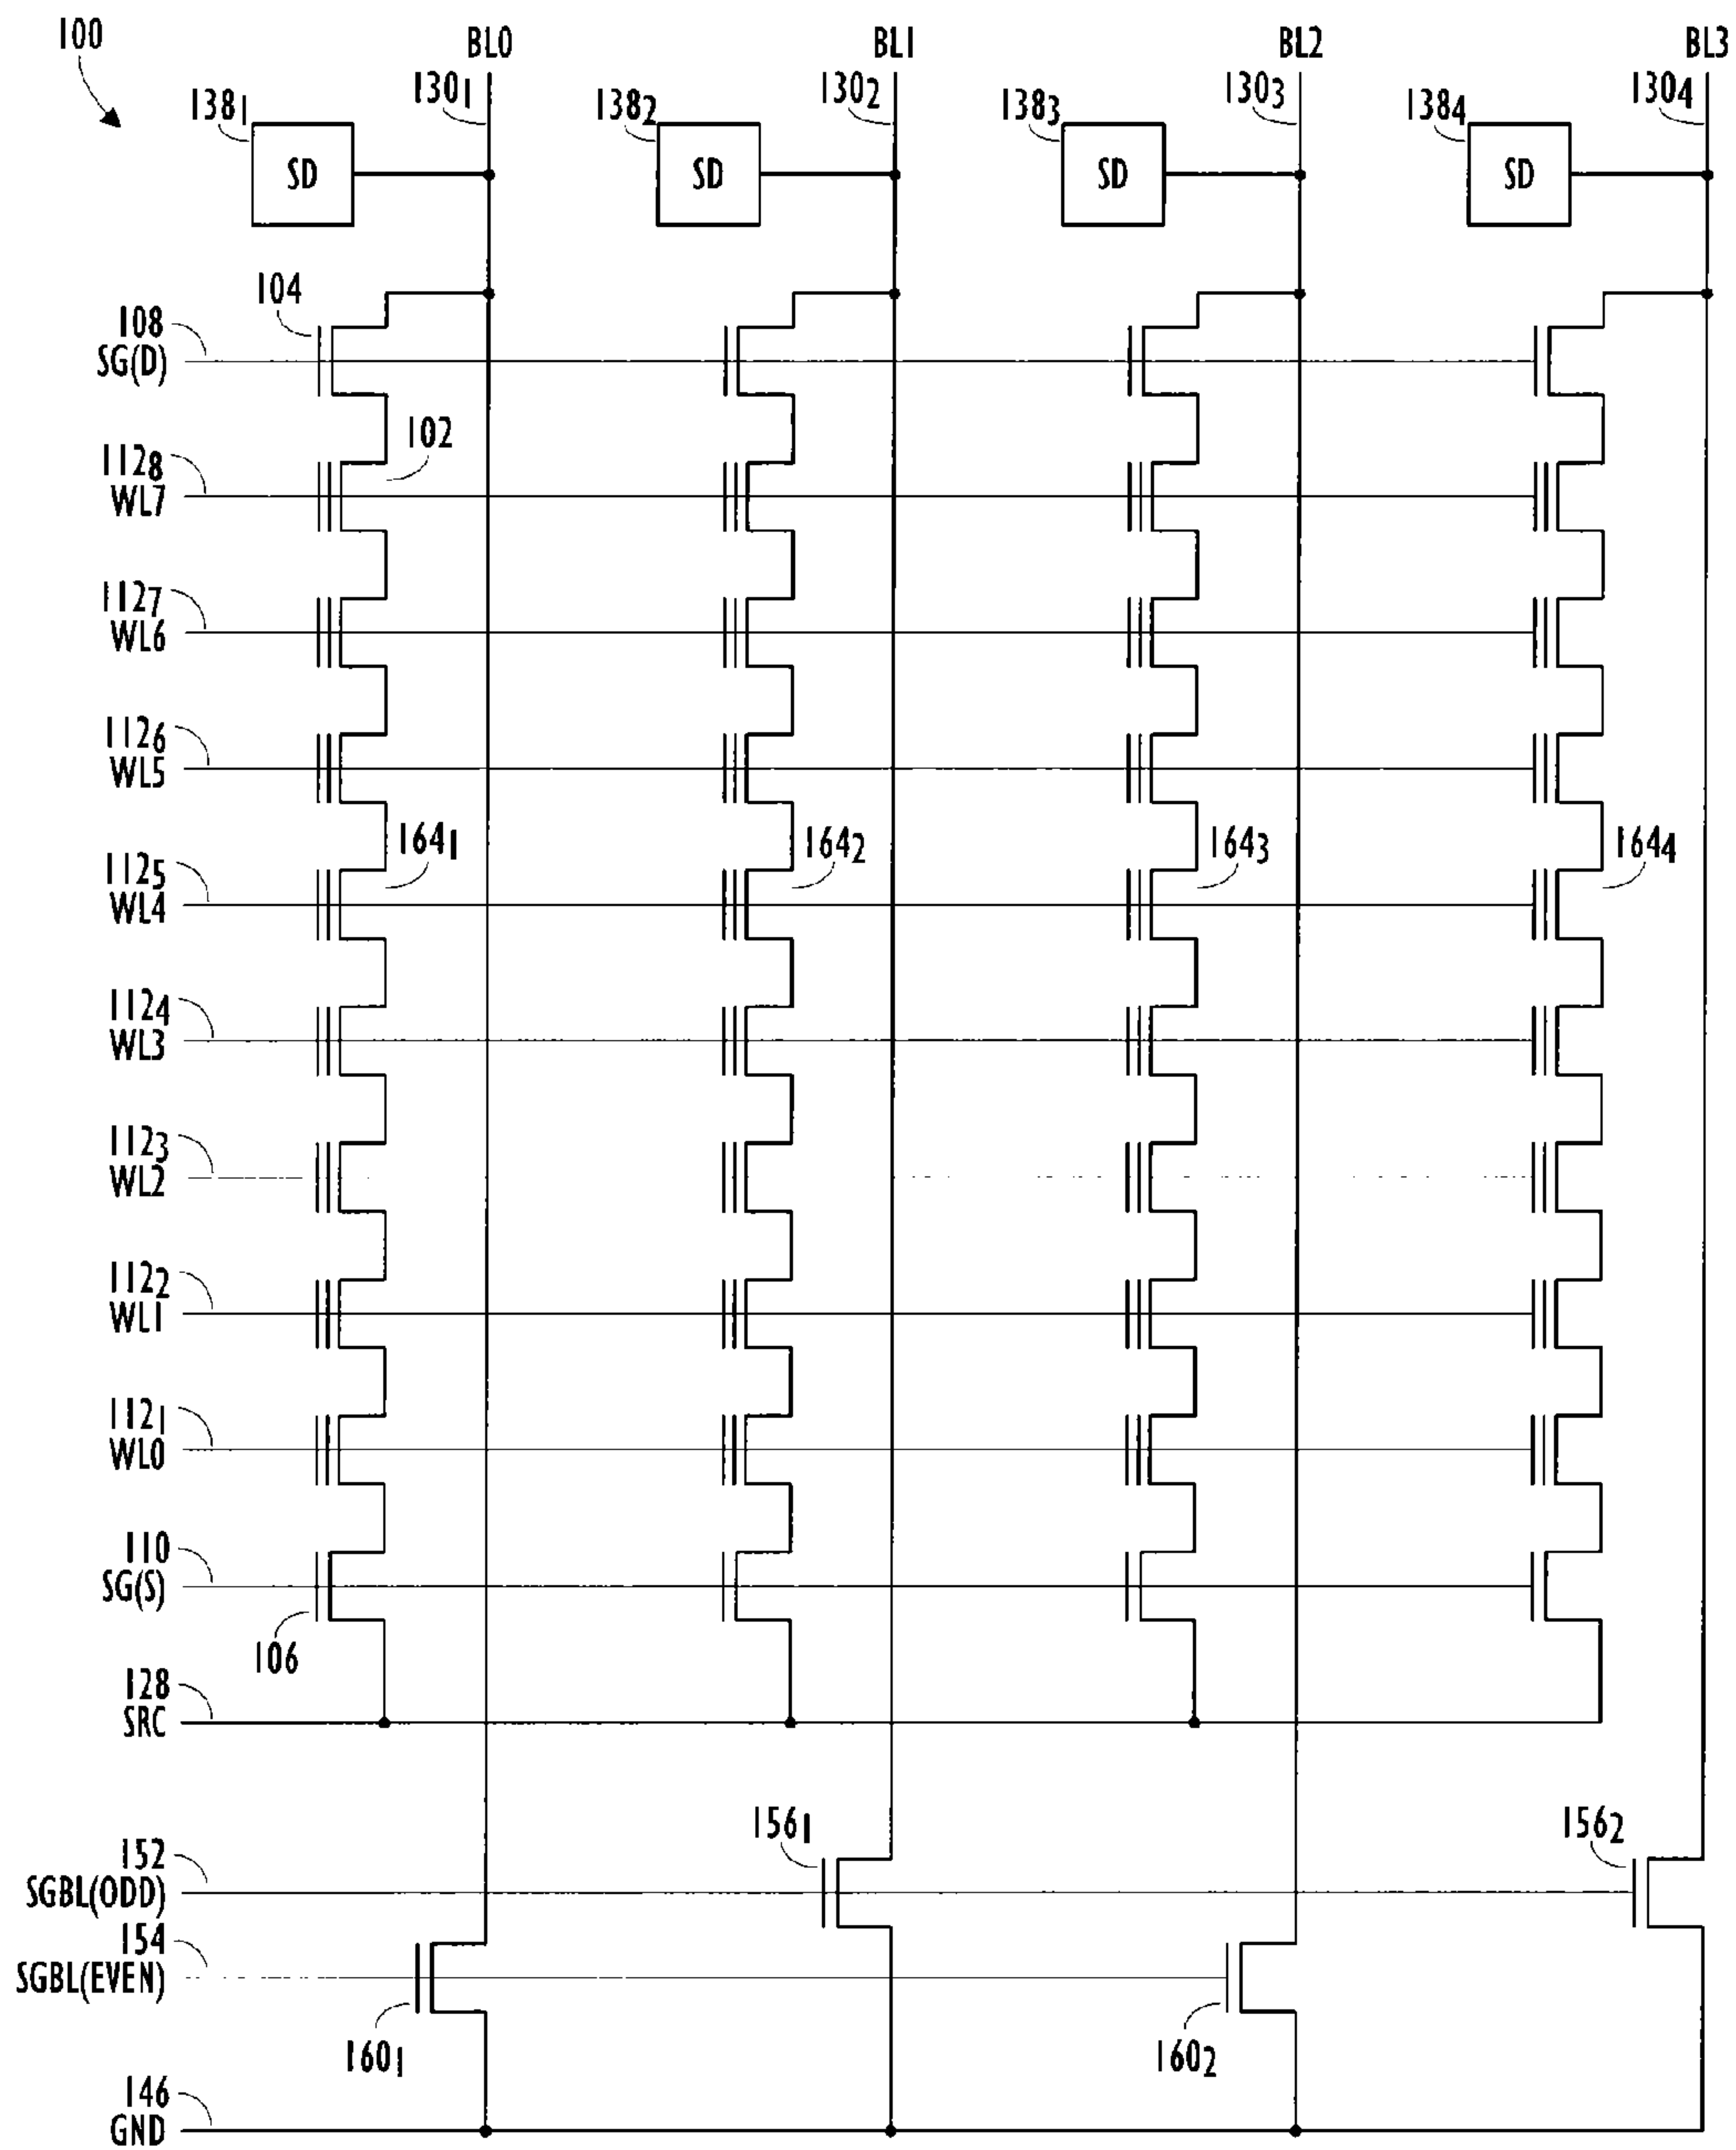 100
BL0 BL1 BL2 BL3
138₁ 130₁ 138₂ 130₂ 138₃ 130₃ 138₄ 130₄
SD SD SD SD
104
108
SG(D)
102
112₈
WL7
112₇
WL6
112₆
WL5
164₁ 164₂ 164₃ 164₄
112₅
WL4
112₄
WL3
112₃
WL2
112₂
WL1
112₁
WL0
110
SG(S)
106
128
SRC
156₁ 156₂
152
SGBL(ODD)
154
SGBL(EVEN)
160₁ 160₂
146
GND